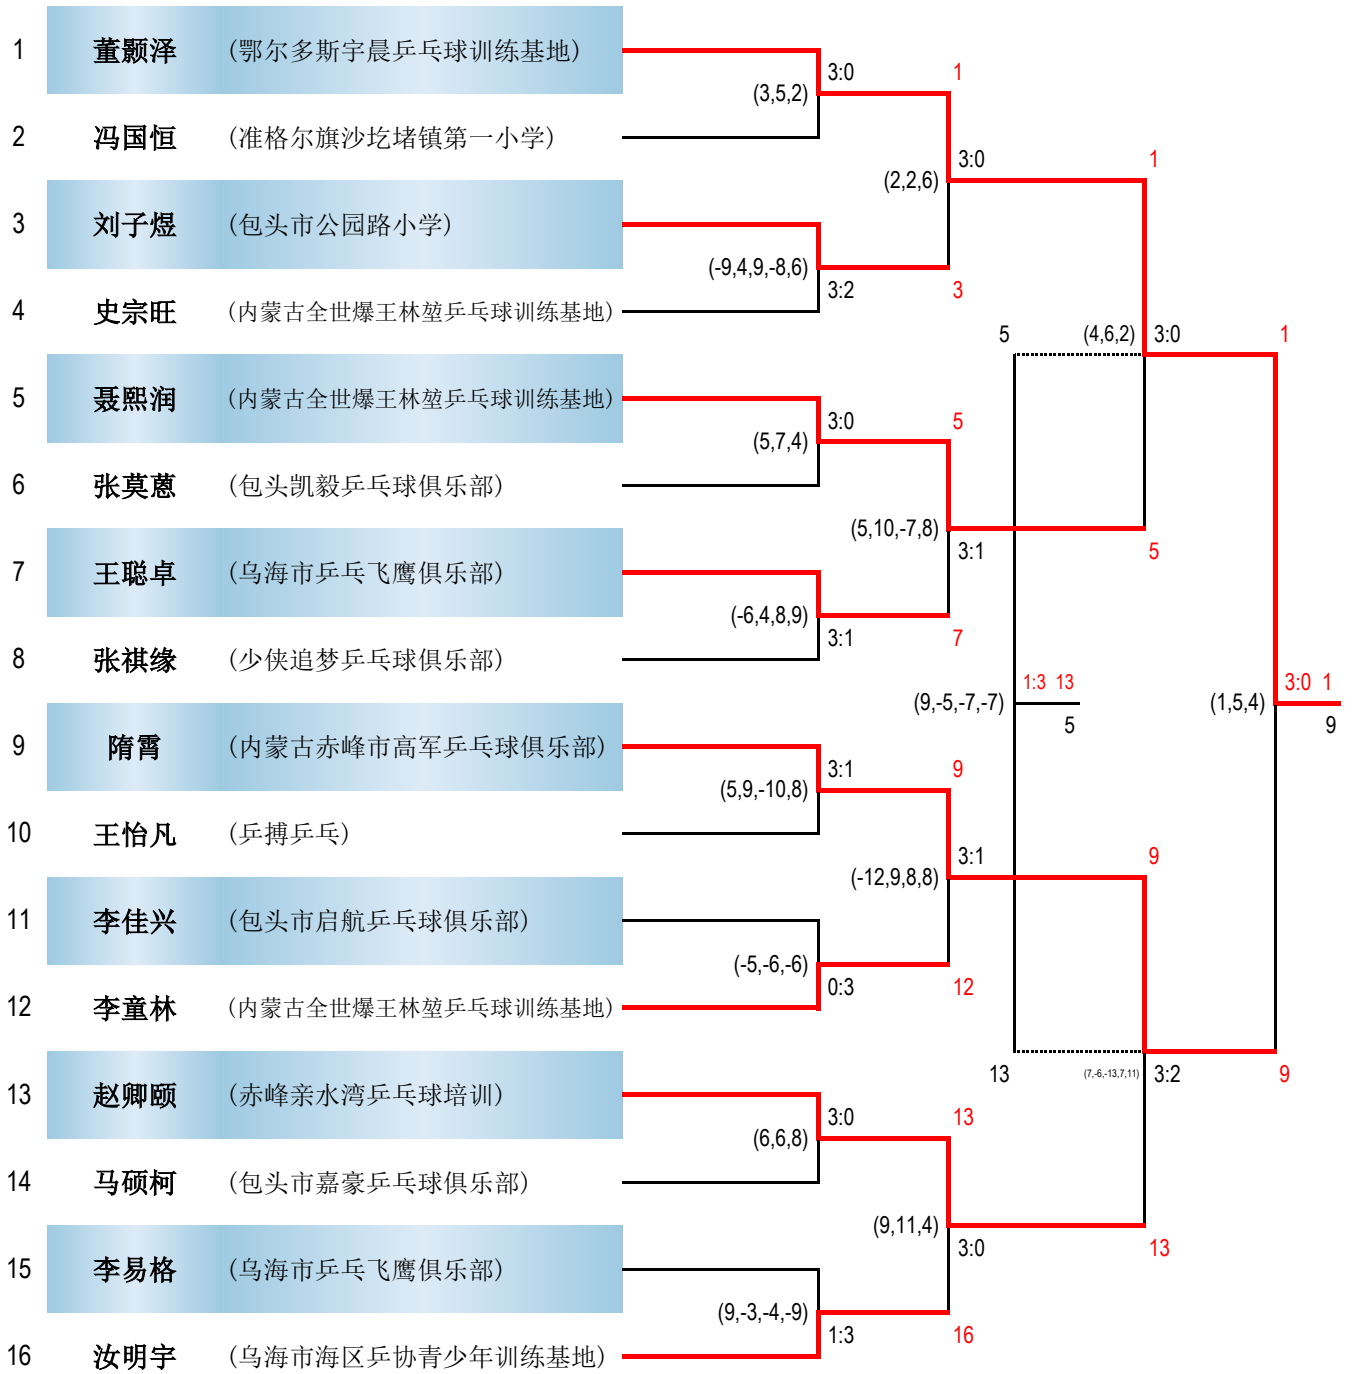 1 董颢泽 (鄂尔多斯宇晨乒乓球训练基地)
3:0 1
(3,5,2)
2 冯国恒 (准格尔旗沙圪堵镇第一小学)
3:0 1
(2,2,6)
3 刘子煜 (包头市公园路小学)
(-9,4,9,-8,6)
3:2 3
4 史宗旺 (内蒙古全世爆王林堃乒乓球训练基地)
5 (4,6,2) 3:0 1
5 聂熙润 (内蒙古全世爆王林堃乒乓球训练基地)
3:0 5
(5,7,4)
6 张莫蒽 (包头凯毅乒乓球俱乐部)
(5,10,-7,8)
3:1 5
7 王聪卓 (乌海市乒乓飞鹰俱乐部)
(-6,4,8,9)
3:1 7
8 张祺缘 (少侠追梦乒乓球俱乐部)
1:3 13 3:0 1
(9,-5,-7,-7) (1,5,4)
5 9
9 隋霄 (内蒙古赤峰市高军乒乓球俱乐部)
3:1 9
(5,9,-10,8)
10 王怡凡 (乒搏乒乓)
3:1 9
(-12,9,8,8)
11 李佳兴 (包头市启航乒乓球俱乐部)
(-5,-6,-6)
0:3 12
12 李童林 (内蒙古全世爆王林堃乒乓球训练基地)
13 (7,-6,-13,7,11) 3:2 9
13 赵卿颐 (赤峰亲水湾乒乓球培训)
3:0 13
(6,6,8)
14 马硕柯 (包头市嘉豪乒乓球俱乐部)
(9,11,4)
3:0 13
15 李易格 (乌海市乒乓飞鹰俱乐部)
(9,-3,-4,-9)
1:3 16
16 汝明宇 (乌海市海区乒协青少年训练基地)